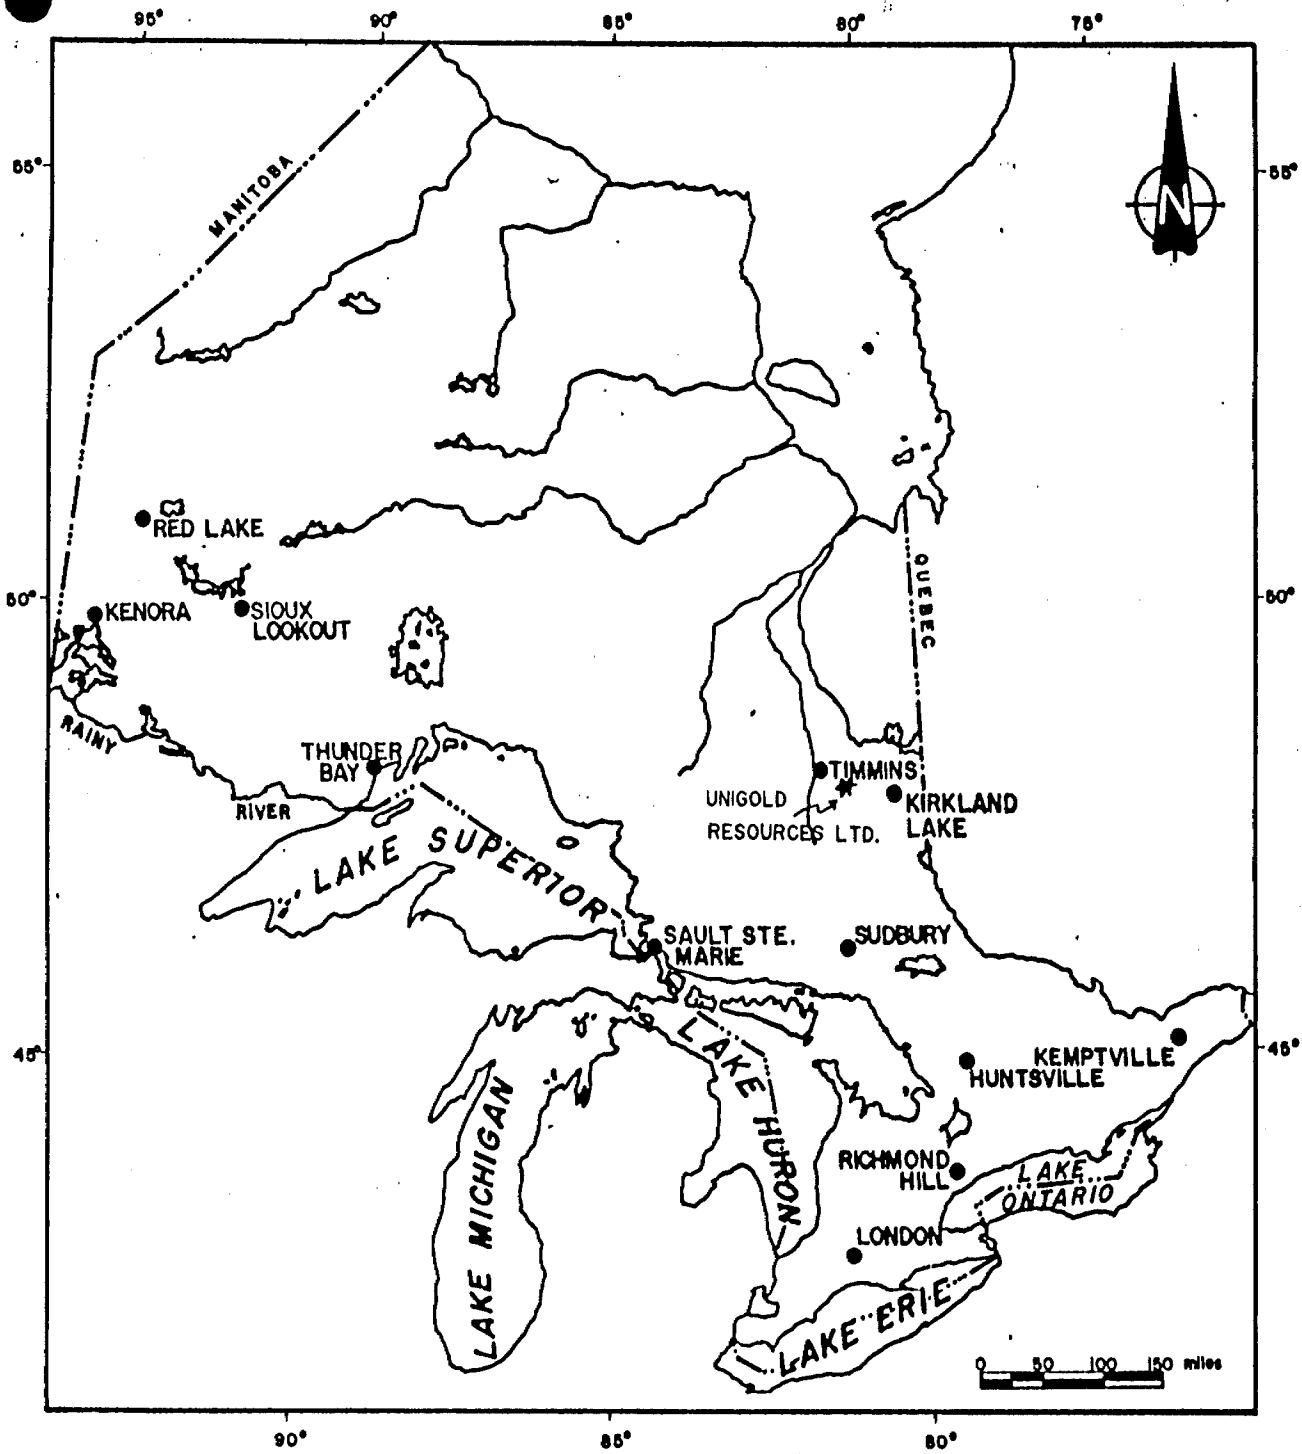 95° 90° 85° 80° 75°
55° 55°
MANITOBA
N
RED LAKE
QUEBEC
50° 50°
KENORA
SIOUX
LOOKOUT
RAINY
THUNDER
BAY
RIVER
TIMMINS
UNIGOLD
RESOURCES LTD.
KIRKLAND
LAKE
LAKE SUPERIOR
SAULT STE.
MARIE
SUDBURY
45° 45°
LAKE HURON
KEMPTVILLE
HUNTSVILLE
LAKE MICHIGAN
RICHMOND
HILL
LAKE
ONTARIO
LONDON
LAKE ERIE
0 50 100 150 miles
90° 85° 80°